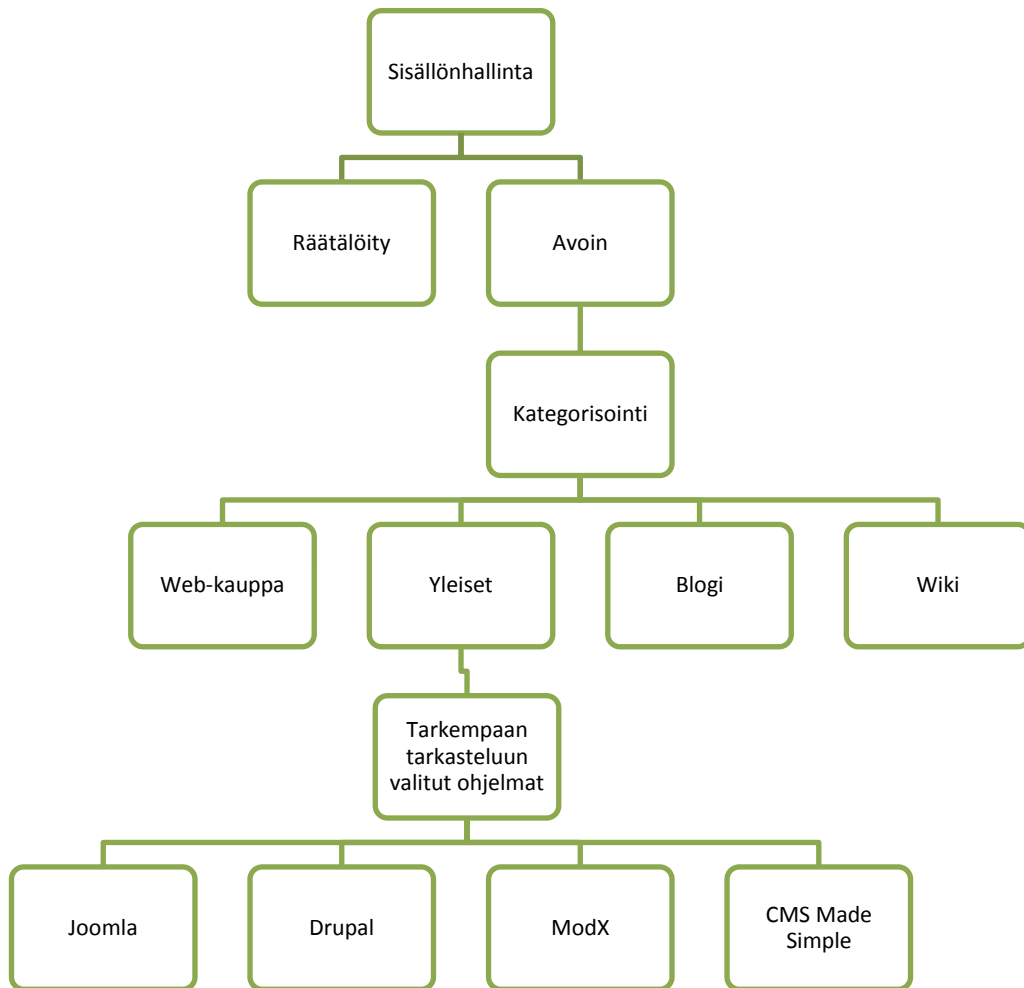 Sisällönhallinta
Räätälöity
Avoin
Kategorisointi
Web-kauppa
Yleiset
Blogi
Wiki
Tarkempaan
tarkasteluun
valitut ohjelmat
Joomla
Drupal
ModX
CMS Made
Simple